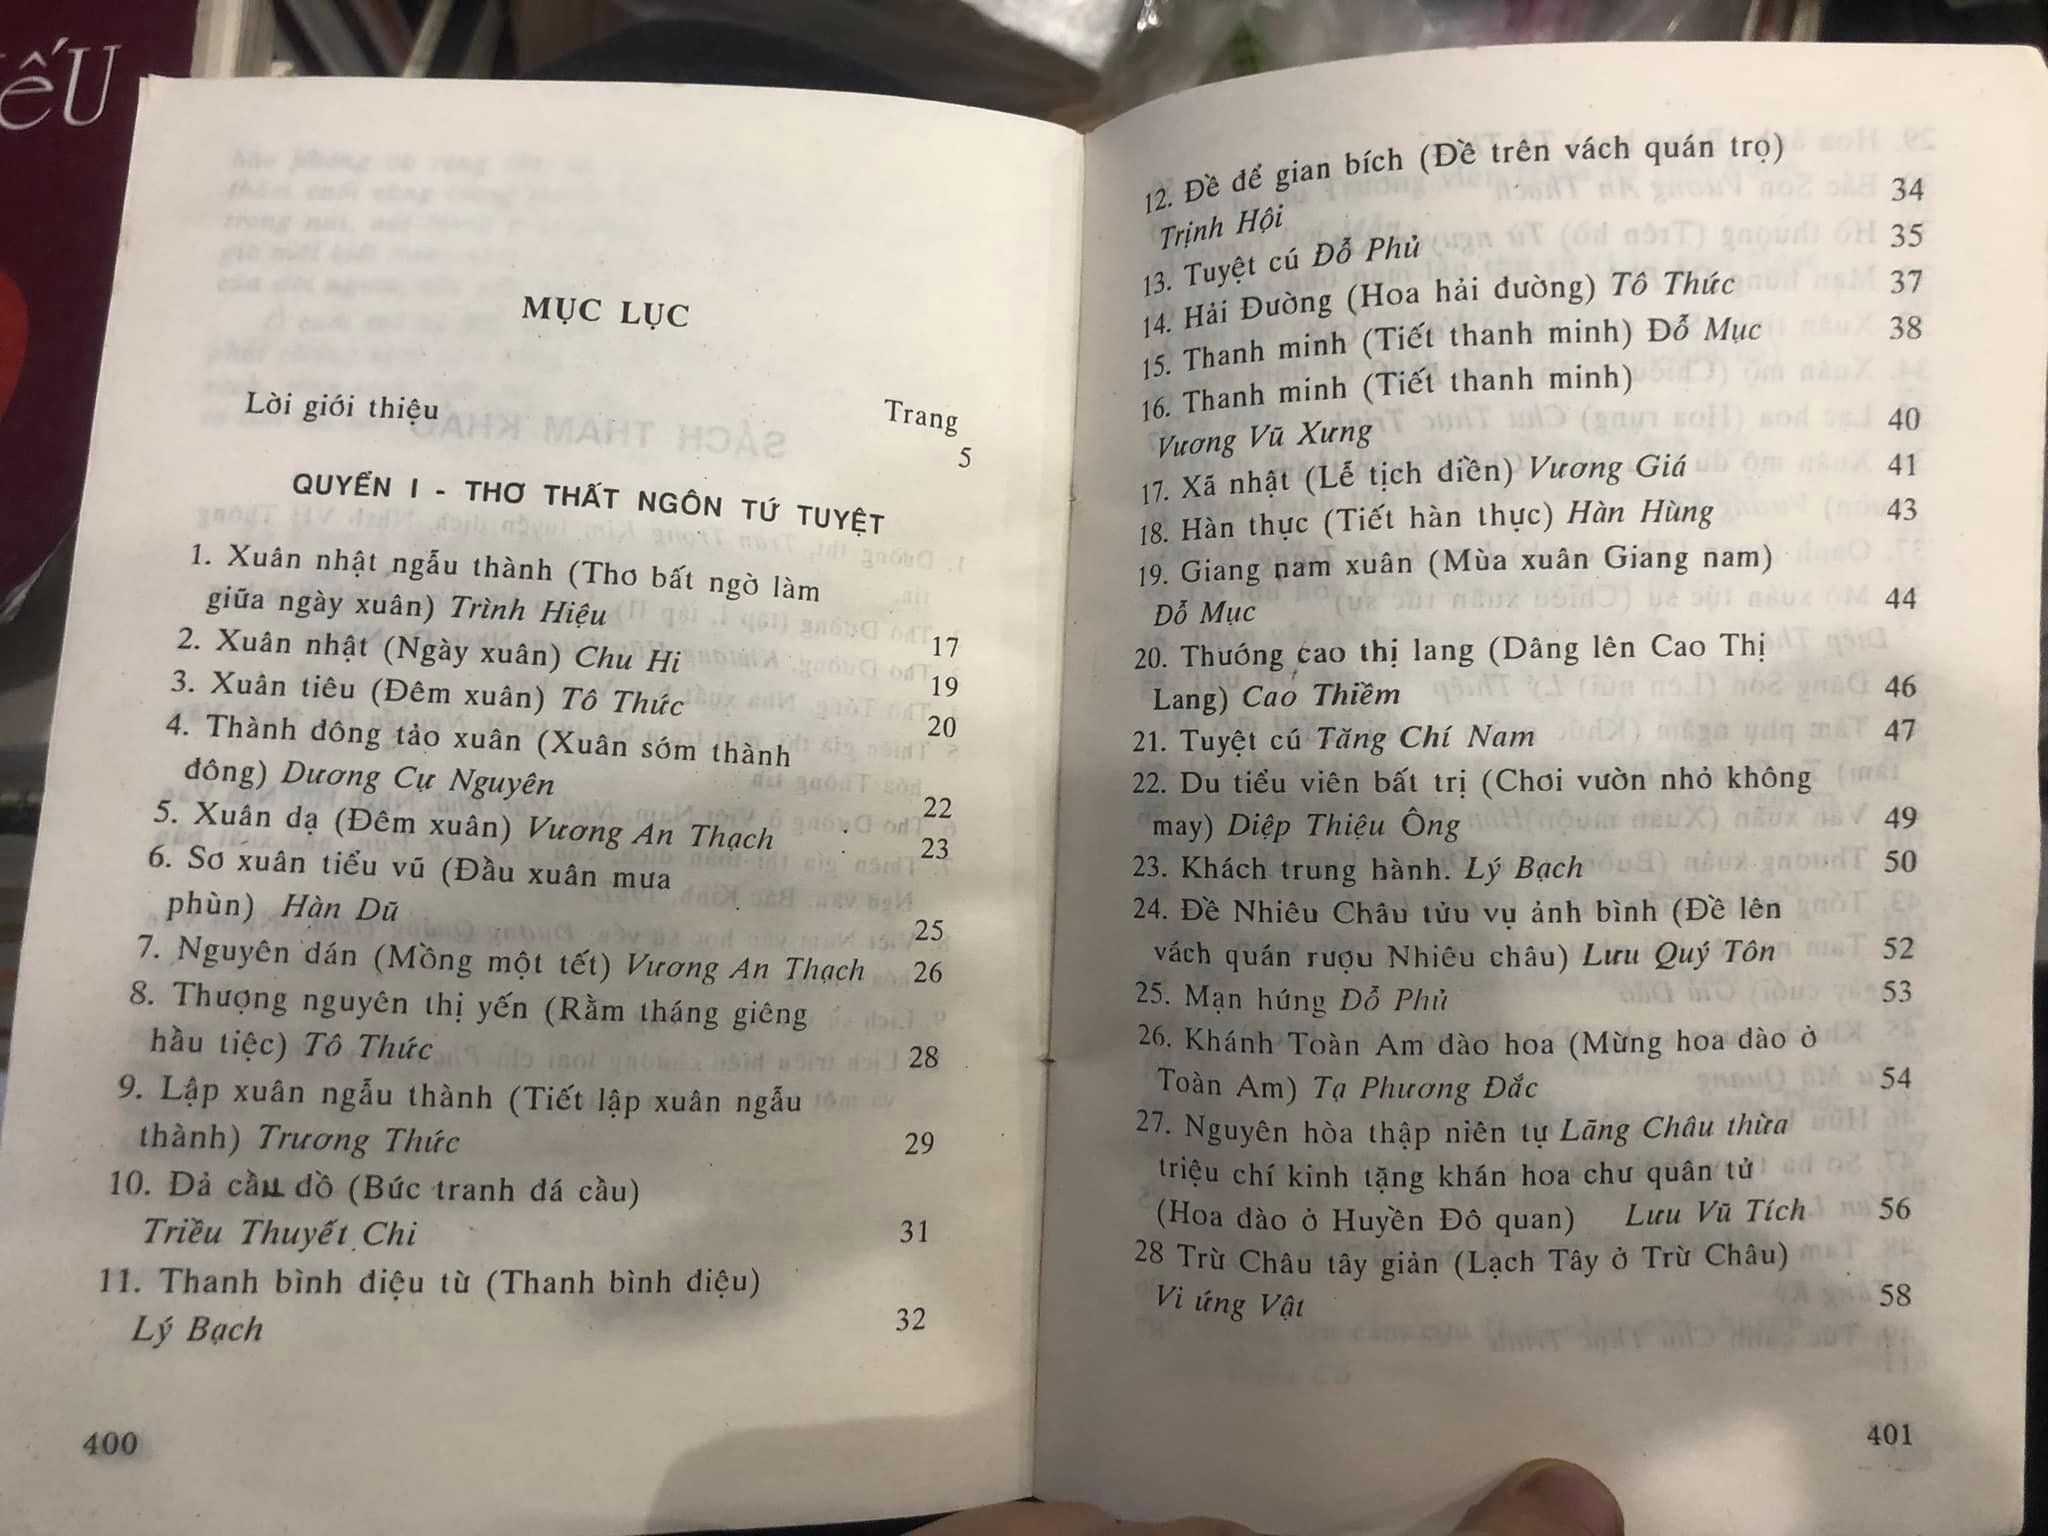 MỤC LỤC
Lời giới thiệu Trang
5
QUYỂN I - THƠ THẤT NGÔN TỨ TUYỆT
1. Xuân nhật ngẫu thành (Thơ bất ngờ làm
giữa ngày xuân) Trình Hiệu 17
2. Xuân nhật (Ngày xuân) Chu Hi 19
3. Xuân tiêu (Đêm xuân) Tô Thức 20
4. Thành đông tảo xuân (Xuân sớm thành
đông) Dương Cự Nguyên 22
5. Xuân dạ (Đêm xuân) Vương An Thạch 23
6. Sơ xuân tiểu vũ (Đầu xuân mưa
phùn) Hàn Dũ 25
7. Nguyên dán (Mồng một tết) Vương An Thạch 26
8. Thượng nguyên thị yến (Rằm tháng giêng
hầu tiệc) Tô Thức 28
9. Lập xuân ngẫu thành (Tiết lập xuân ngẫu
thành) Trương Thức 29
10. Đả cầu đồ (Bức tranh đá cầu)
Triều Thuyết Chi 31
11. Thanh bình điệu từ (Thanh bình điệu)
Lý Bạch 32
400
12. Đề để gian bích (Đề trên vách quán trọ)
Trịnh Hội 34
13. Tuyệt cú Đỗ Phủ 35
14. Hải Đường (Hoa hải đường) Tô Thức 37
15. Thanh minh (Tiết thanh minh) Đỗ Mục 38
16. Thanh minh (Tiết thanh minh)
Vương Vũ Xưng 40
17. Xã nhật (Lễ tịch điền) Vương Giá 41
18. Hàn thực (Tiết hàn thực) Hàn Hùng 43
19. Giang nam xuân (Mùa xuân Giang nam)
Đỗ Mục 44
20. Thướng cao thị lang (Dâng lên Cao Thị
Lang) Cao Thiềm 46
21. Tuyệt cú Tăng Chí Nam 47
22. Du tiểu viên bất trị (Chơi vườn nhỏ không
may) Diệp Thiệu Ông 49
23. Khách trung hành. Lý Bạch 50
24. Đề Nhiêu Châu tửu vụ ảnh bình (Đề lên
vách quán rượu Nhiêu châu) Lưu Quý Tôn 52
25. Mạn hứng Đỗ Phủ 53
26. Khánh Toàn Am đào hoa (Mừng hoa đào ở
Toàn Am) Tạ Phương Đắc 54
27. Nguyên hòa thập niên tự Lãng Châu thừa
triệu chí kinh tặng khán hoa chư quân tử
(Hoa đào ở Huyền Đô quan) Lưu Vũ Tích 56
28 Trừ Châu tây giản (Lạch Tây ở Trừ Châu)
Vi ứng Vật 58
401